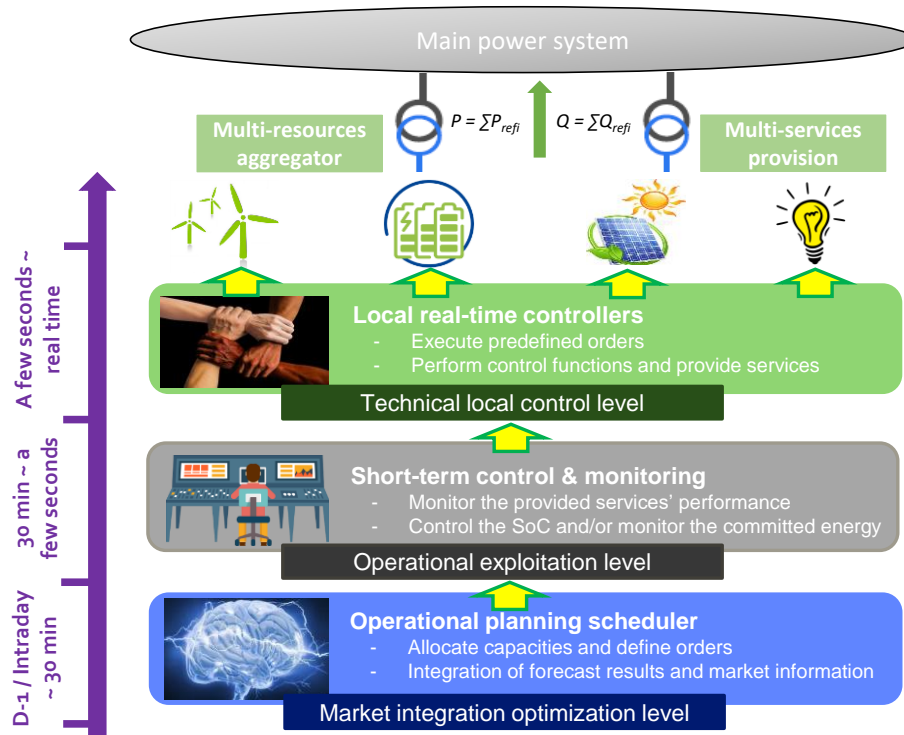 Main power system
Multi-resources
aggregator
P = ∑P_refi
Q = ∑Q_refi
Multi-services
provision
A few seconds ~
real time
Local real-time controllers
- Execute predefined orders
- Perform control functions and provide services
Technical local control level
30 min ~ a
few seconds
Short-term control & monitoring
- Monitor the provided services' performance
- Control the SoC and/or monitor the committed energy
Operational exploitation level
D-1 / Intraday
~ 30 min
Operational planning scheduler
- Allocate capacities and define orders
- Integration of forecast results and market information
Market integration optimization level